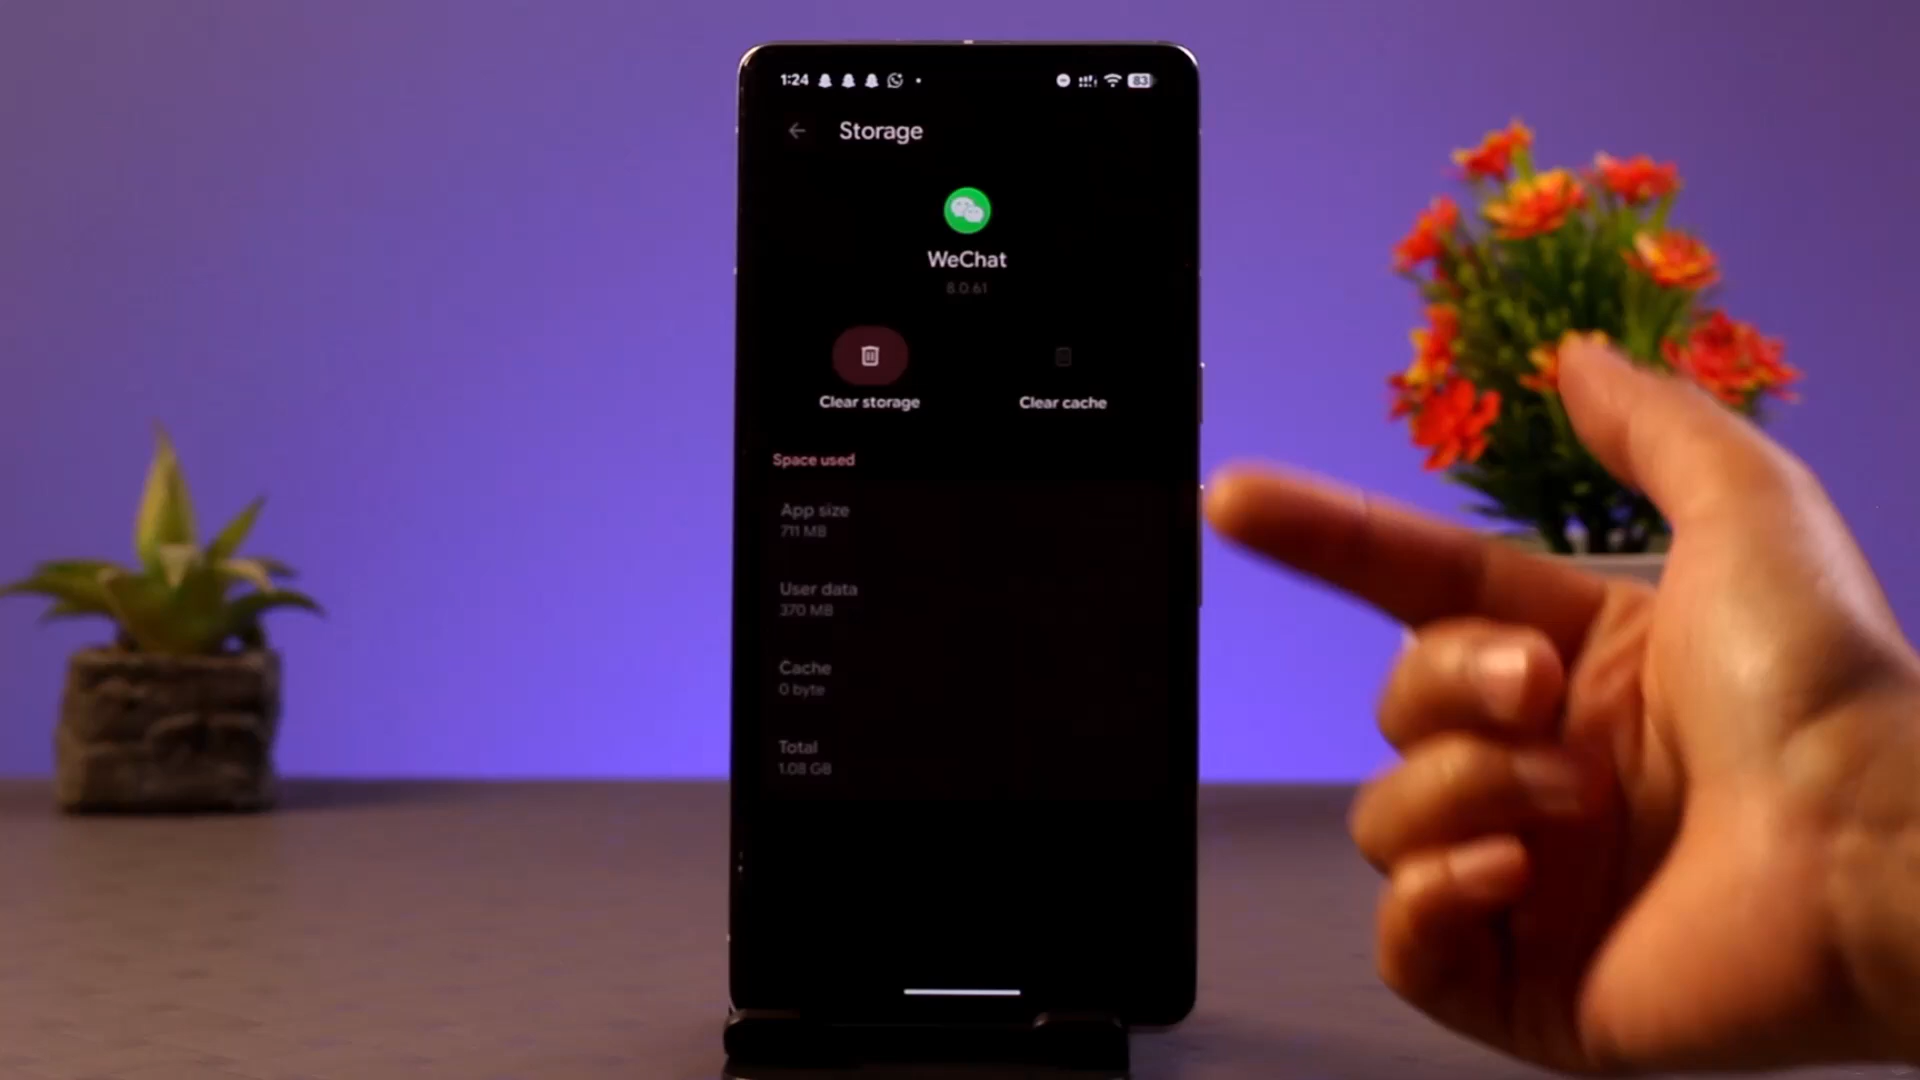 1:24
83
Storage
WeChat
8.0.61
Clear storage
Clear cache
Space used
App size
711 MB
User data
370 MB
Cache
0 byte
Total
1.08 GB